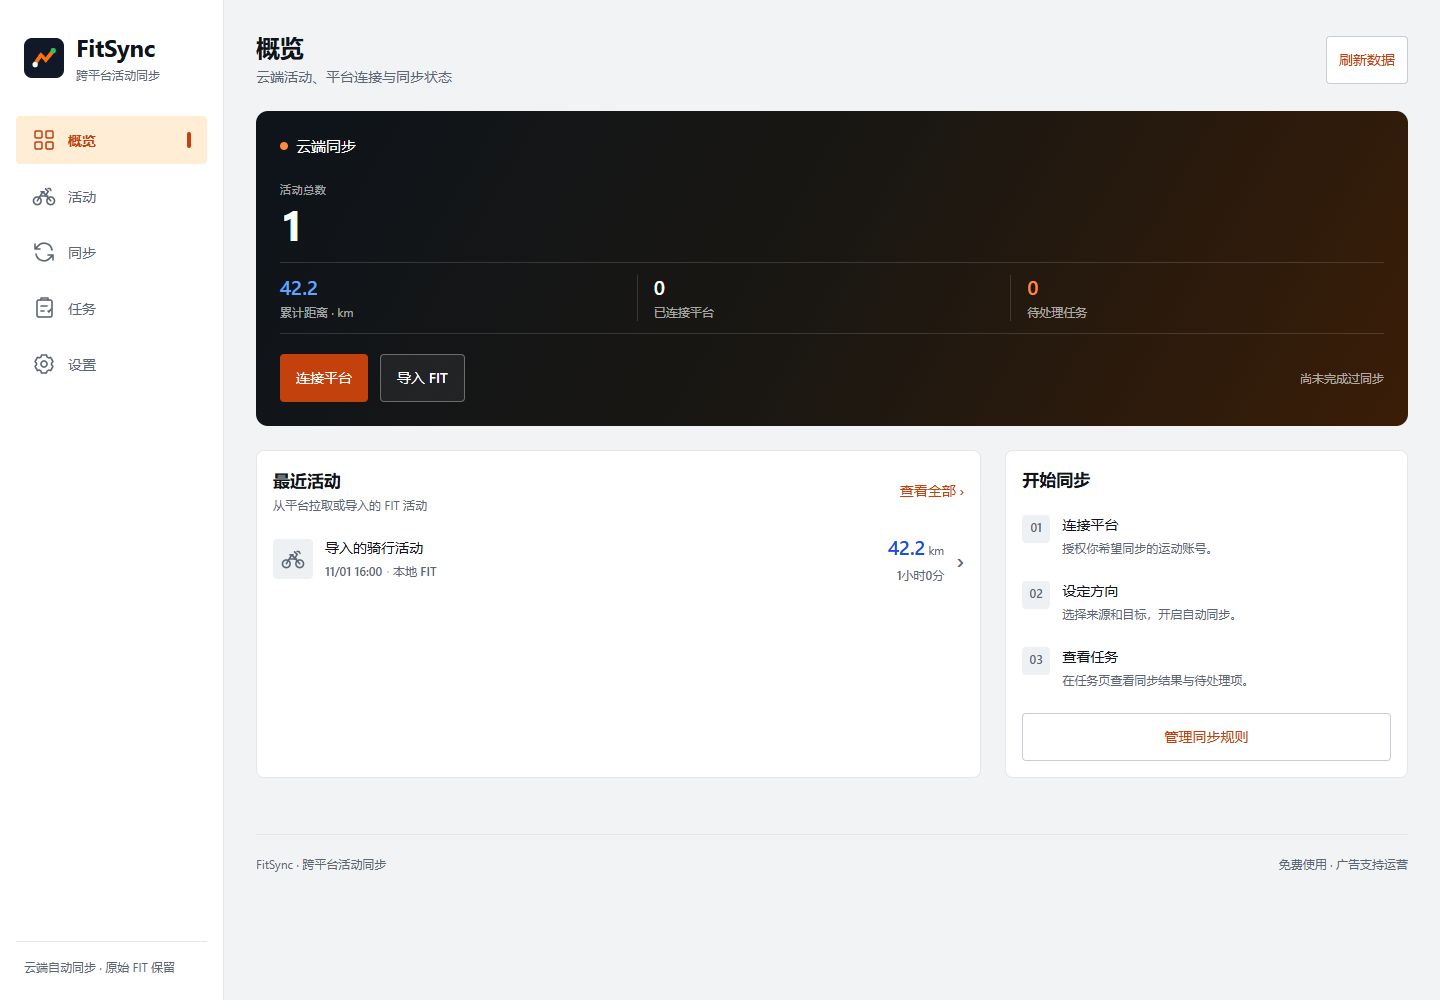 FitSync
跨平台活动同步
概览
活动
同步
任务
设置
云端自动同步 · 原始 FIT 保留
概览
云端活动、平台连接与同步状态
刷新数据
云端同步
活动总数
1
42.2
累计距离 · km
0
已连接平台
0
待处理任务
连接平台
导入 FIT
尚未完成过同步
最近活动
从平台拉取或导入的 FIT 活动
查看全部 ›
导入的骑行活动
11/01 16:00 · 本地 FIT
42.2 km
1小时0分
开始同步
01
连接平台
授权你希望同步的运动账号。
02
设定方向
选择来源和目标，开启自动同步。
03
查看任务
在任务页查看同步结果与待处理项。
管理同步规则
FitSync · 跨平台活动同步
免费使用 · 广告支持运营